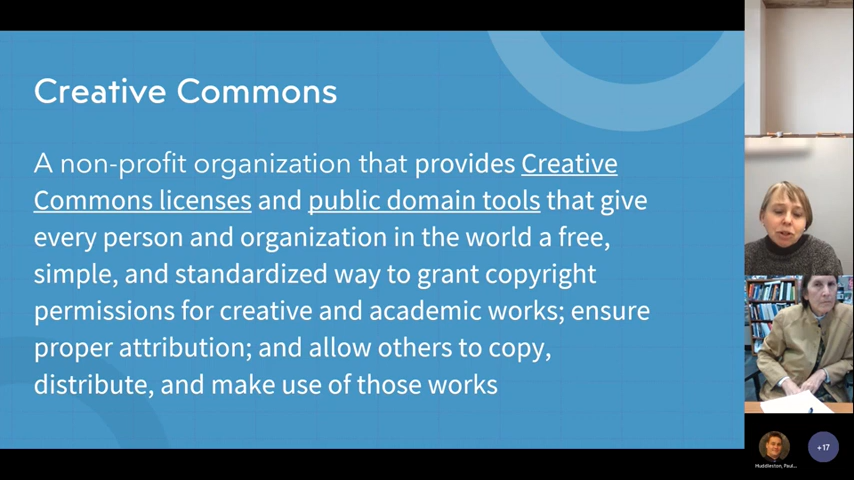 Creative Commons
A non-profit organization that provides Creative
Commons licenses and public domain tools that give
every person and organization in the world a free,
simple, and standardized way to grant copyright
permissions for creative and academic works; ensure
proper attribution; and allow others to copy,
distribute, and make use of those works
Huddleston, Paul...
+17